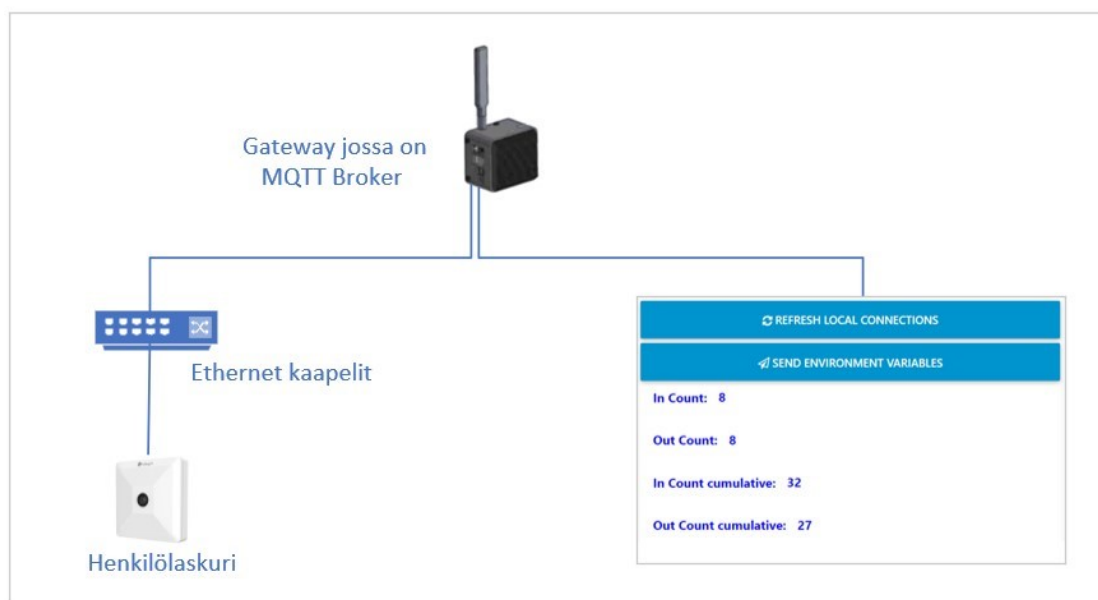 Gateway jossa on
MQTT Broker
REFRESH LOCAL CONNECTIONS
SEND ENVIRONMENT VARIABLES
Ethernet kaapelit
In Count: 8
Out Count: 8
In Count cumulative: 32
Out Count cumulative: 27
Henkilölaskuri